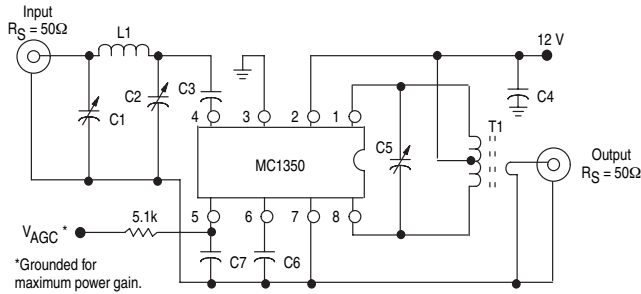 Input
RS = 50Ω
L1
12 V
C1
C2
C3
C4
4 3 2 1
MC1350
C5
T1
Output
RS = 50Ω
5 6 7 8
5.1k
VAGC *
C7
C6
*Grounded for
maximum power gain.